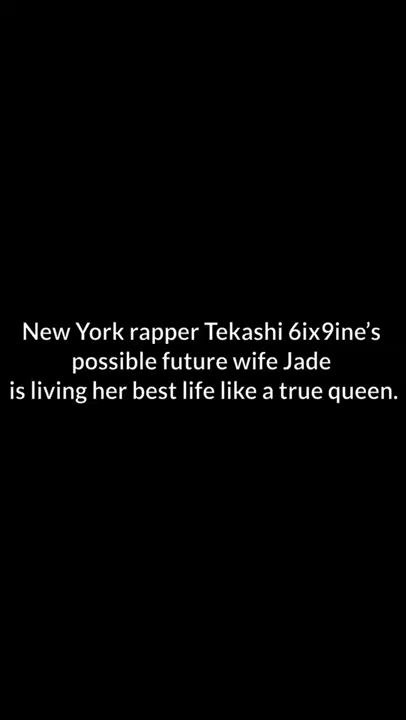 New York rapper Tekashi 6ix9ine’s
possible future wife Jade
is living her best life like a true queen.